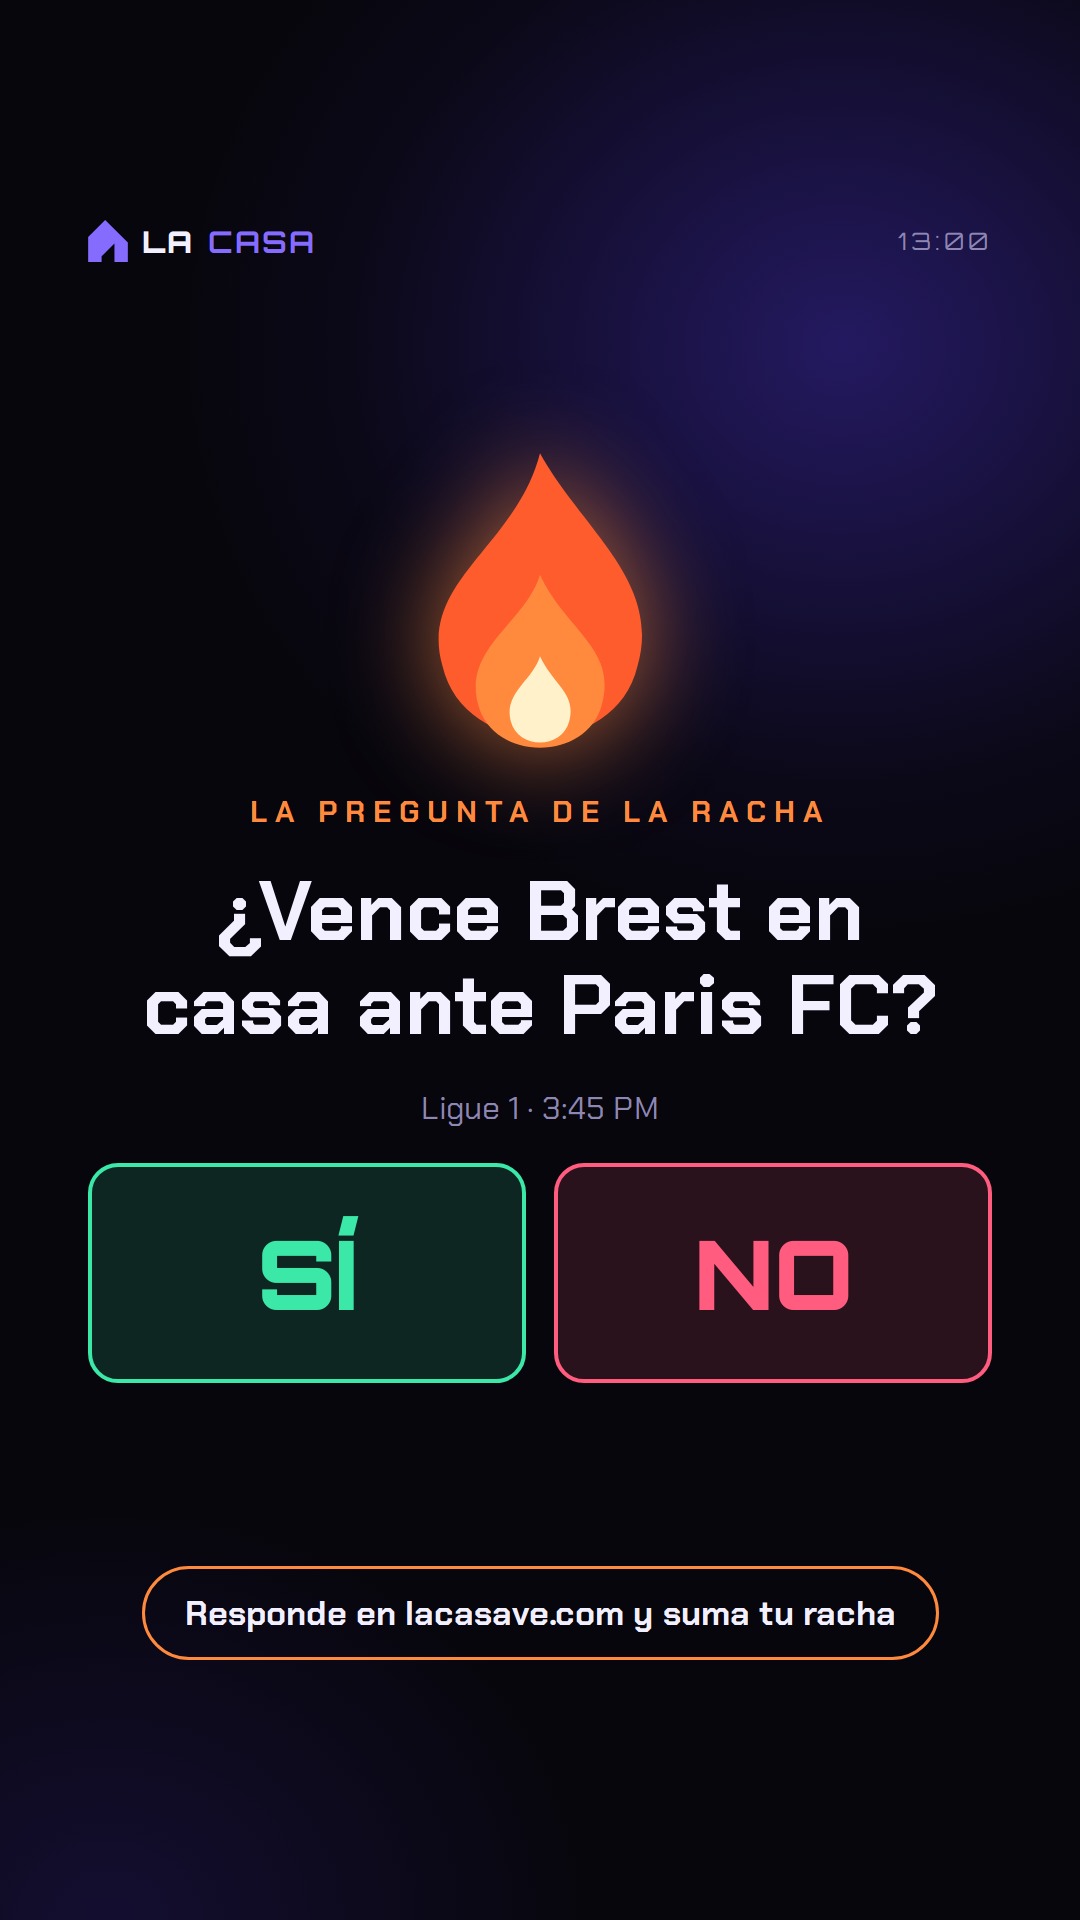 LA CASA
13:00
LA PREGUNTA DE LA RACHA
¿Vence Brest en
casa ante Paris FC?
Ligue 1 · 3:45 PM
SÍ
NO
Responde en lacasave.com y suma tu racha